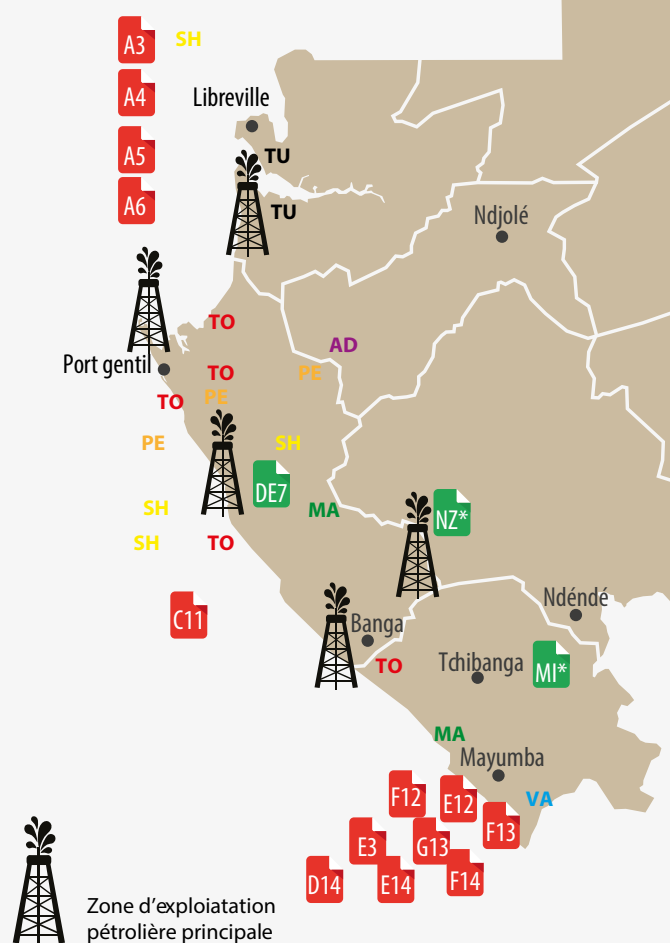 A3
SH
A4
Libreville
A5
TU
A6
TU
Ndjolé
TO
AD
Port gentil
TO
PE
TO
PE
PE
SH
DE7
SH
MA
NZ*
SH
TO
C11
Ndéndé
Banga
TO
Tchibanga
MI*
MA
Mayumba
F12
E12
VA
F13
E3
G13
D14
E14
F14
Zone d'exploiatation
pétrolière principale